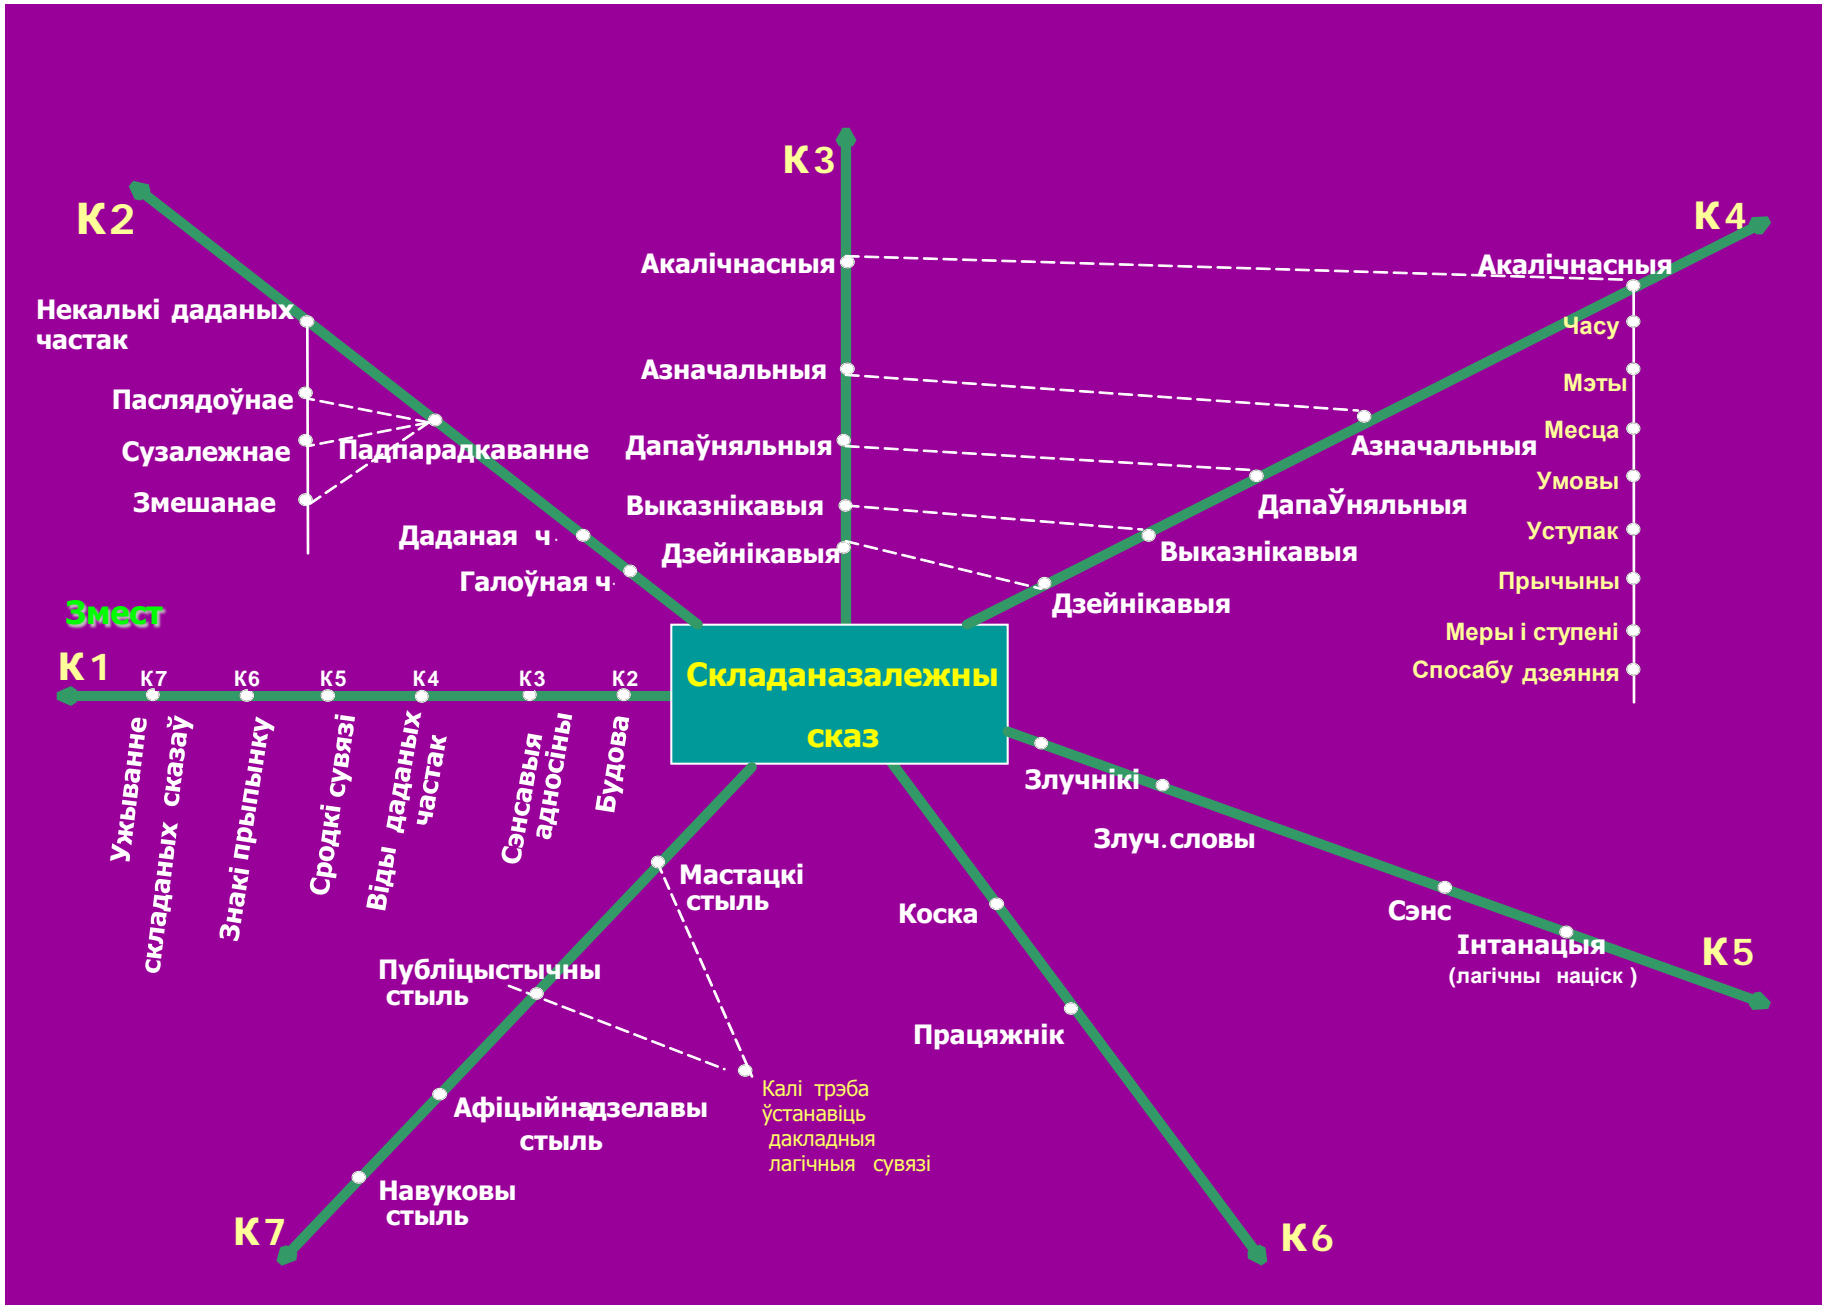 К3
К2
К4
Акалічнасныя
Акалічнасныя
Некалькі даданых
частак
Часу
Азначальныя
Мэты
Паслядоўнае
Месца
Сузалежнае
Падпарадкаванне
Дапаўняльныя
Азначальныя
Умовы
Змешанае
Выказнікавыя
ДапаЎняльныя
Уступак
Даданая ч.
Дзейнікавыя
Выказнікавыя
Галоўная ч.
Прычыны
Дзейнікавыя
Змест
Меры і ступені
Спосабу дзеяння
К1
К7
К6
К5
К4
К3
К2
Складаназалежны
сказ
Ужыванне
складаных сказаў
Знакі прыпынку
Сродкі сувязі
Віды даданых
частак
Сэнсавыя
адносіны
Будова
Злучнікі
Злуч.словы
Мастацкі
стыль
Коска
Сэнс
Інтанацыя
(лагічны націск )
К5
Публіцыстычны
стыль
Працяжнік
Калі трэба
ўстанавіць
дакладныя
лагічныя сувязі
Афіцыйнадзелавы
стыль
Навуковы
стыль
К7
К6